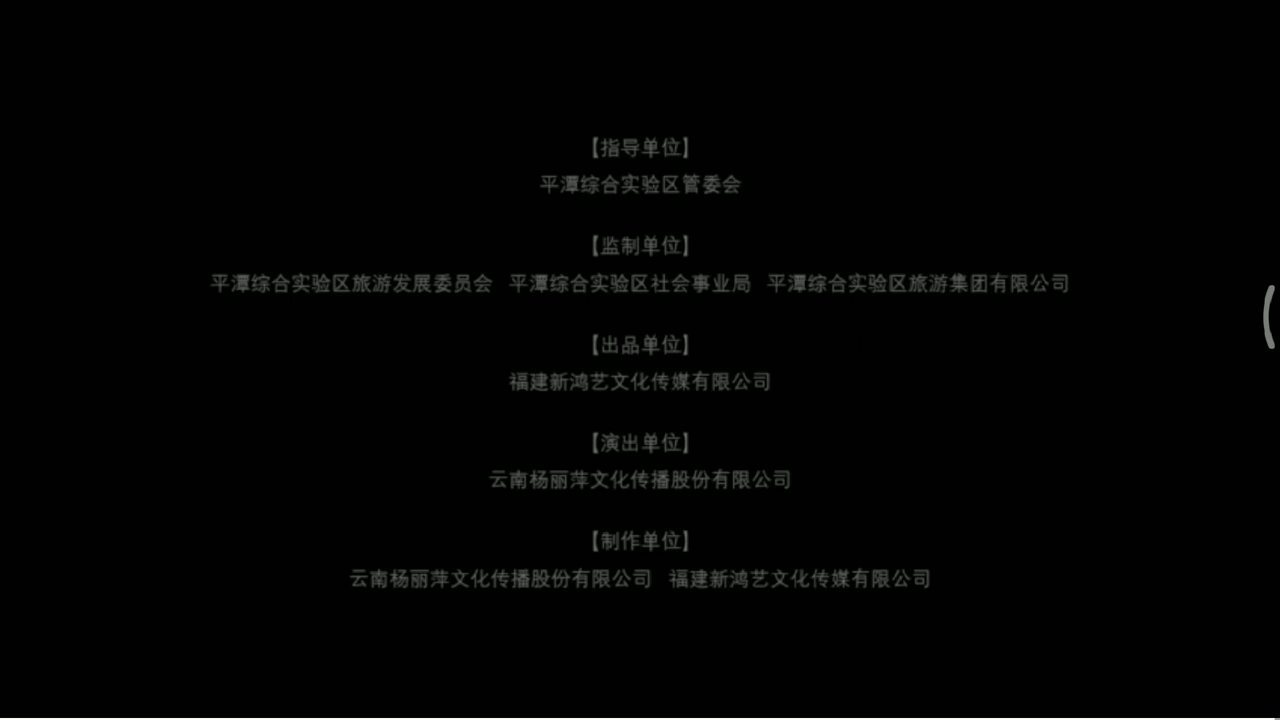 【指导单位】
平潭综合实验区管委会
【监制单位】
平潭综合实验区旅游发展委员会 平潭综合实验区社会事业局 平潭综合实验区旅游集团有限公司
【出品单位】
福建新鸿艺文化传媒有限公司
【演出单位】
云南杨丽萍文化传播股份有限公司
【制作单位】
云南杨丽萍文化传播股份有限公司 福建新鸿艺文化传媒有限公司